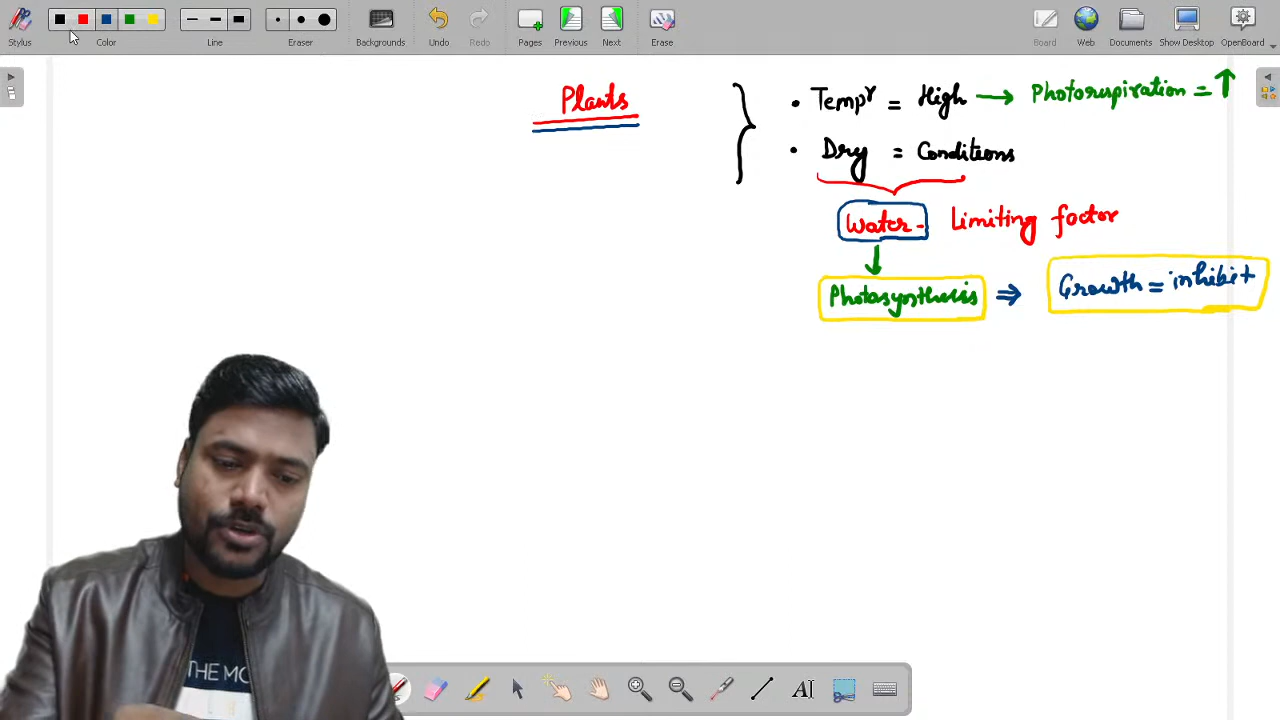 Stylus Color Line Eraser Backgrounds Undo Redo Pages Previous Next Erase Board Web Documents Show Desktop OpenBoard
Plants
• Tempr = High → Photorespiration = ↑
• Dry = Conditions
Water - Limiting factor
↓
Photosynthesis ⇒ Growth = inhibit
THE MO